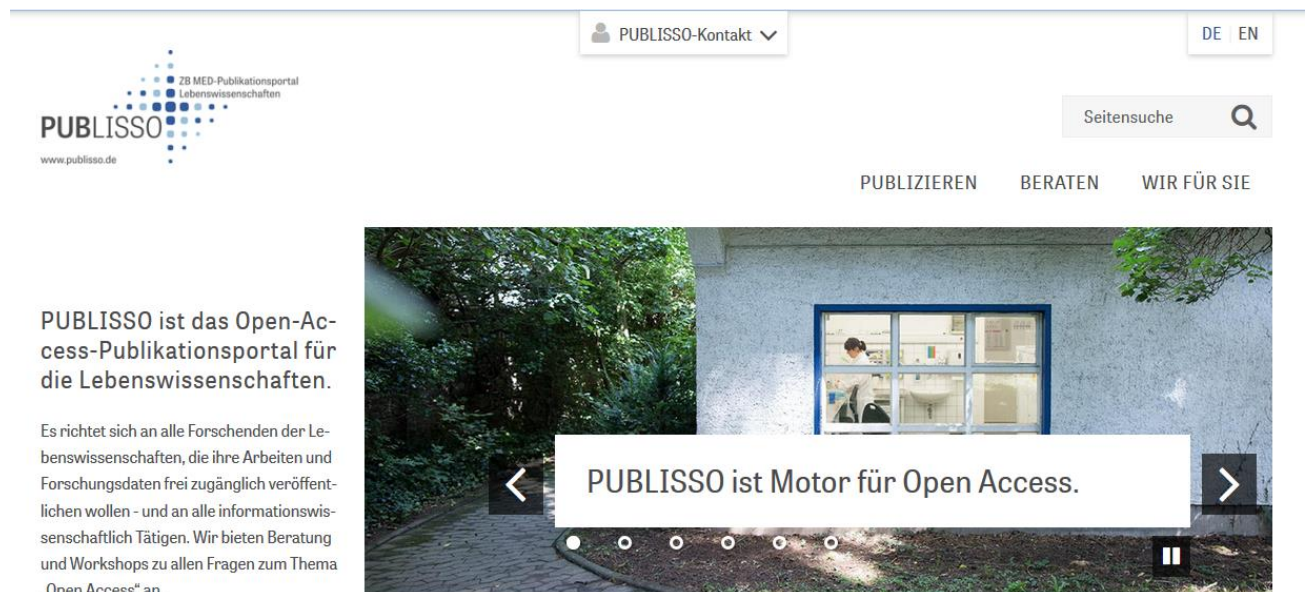 PUBLISSO-Kontakt
DE EN
ZB MED-Publikationsportal
Lebenswissenschaften
PUBLISSO
www.publisso.de
Seitensuche
PUBLIZIEREN BERATEN WIR FÜR SIE
PUBLISSO ist das Open-Ac-
cess-Publikationsportal für
die Lebenswissenschaften.
Es richtet sich an alle Forschenden der Le-
benswissenschaften, die ihre Arbeiten und
Forschungsdaten frei zugänglich veröffent-
lichen wollen - und an alle informationswis-
senschaftlich Tätigen. Wir bieten Beratung
und Workshops zu allen Fragen zum Thema
„Open Access“ an
PUBLISSO ist Motor für Open Access.